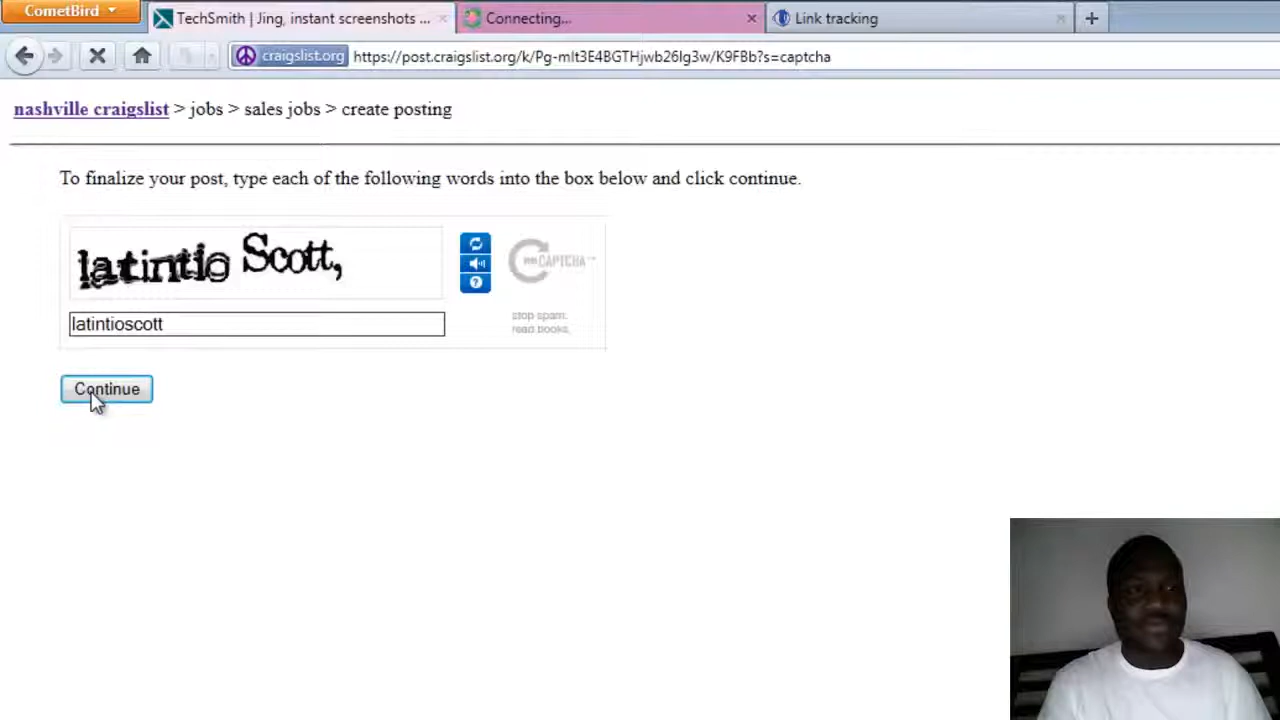 CometBird
TechSmith | Jing, instant screenshots ...
Connecting...
Link tracking
craigslist.org
https://post.craigslist.org/k/Pg-mlt3E4BGTHjwb26Ig3w/K9FBb?s=captcha
nashville craigslist > jobs > sales jobs > create posting
To finalize your post, type each of the following words into the box below and click continue.
latintio Scott,
CAPTCHA™
latintioscott
stop spam.
read books.
Continue